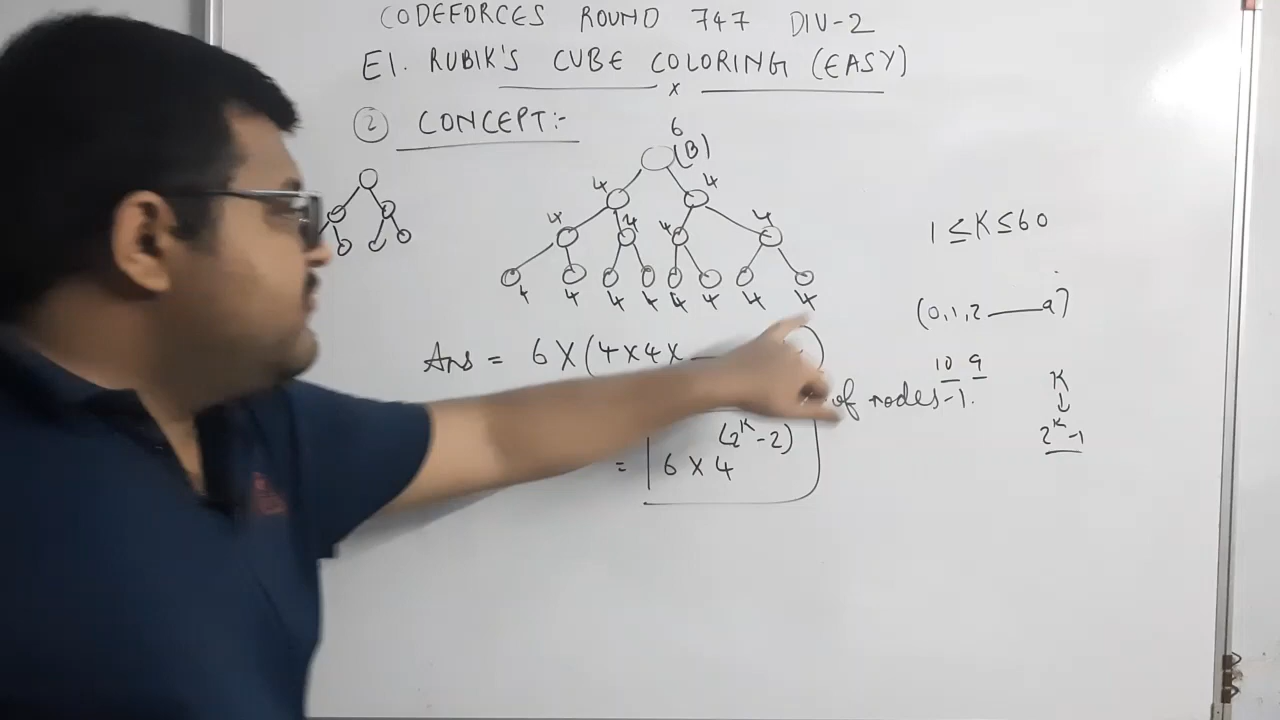 CODEFORCES ROUND 747 DIV-2
E1. RUBIK'S CUBE COLORING (EASY)
x
2 CONCEPT:-
6
(B)
4 4
4 4 4 4
4 4 4 4 4 4 4 4
1 ≤ K ≤ 60
(0,1,2——9)
Ans = 6 X (4X4X—
)
of nodes-1.
10 9
K
↓
2^K-1
= 6 X 4^(2^K-2)